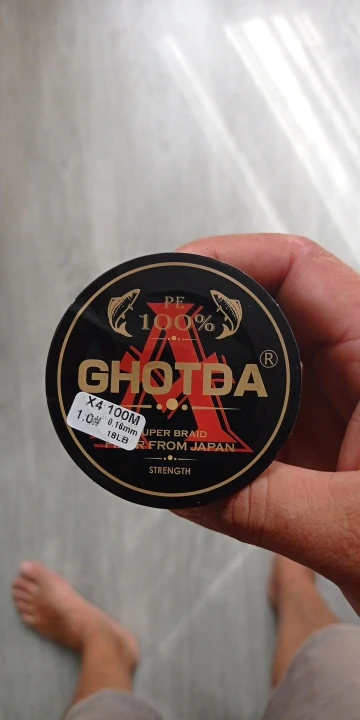 PE
100%
GHOTDA®
X4 100M
1.0# 0.16mm
18LB
SUPER BRAID
FROM JAPAN
STRENGTH